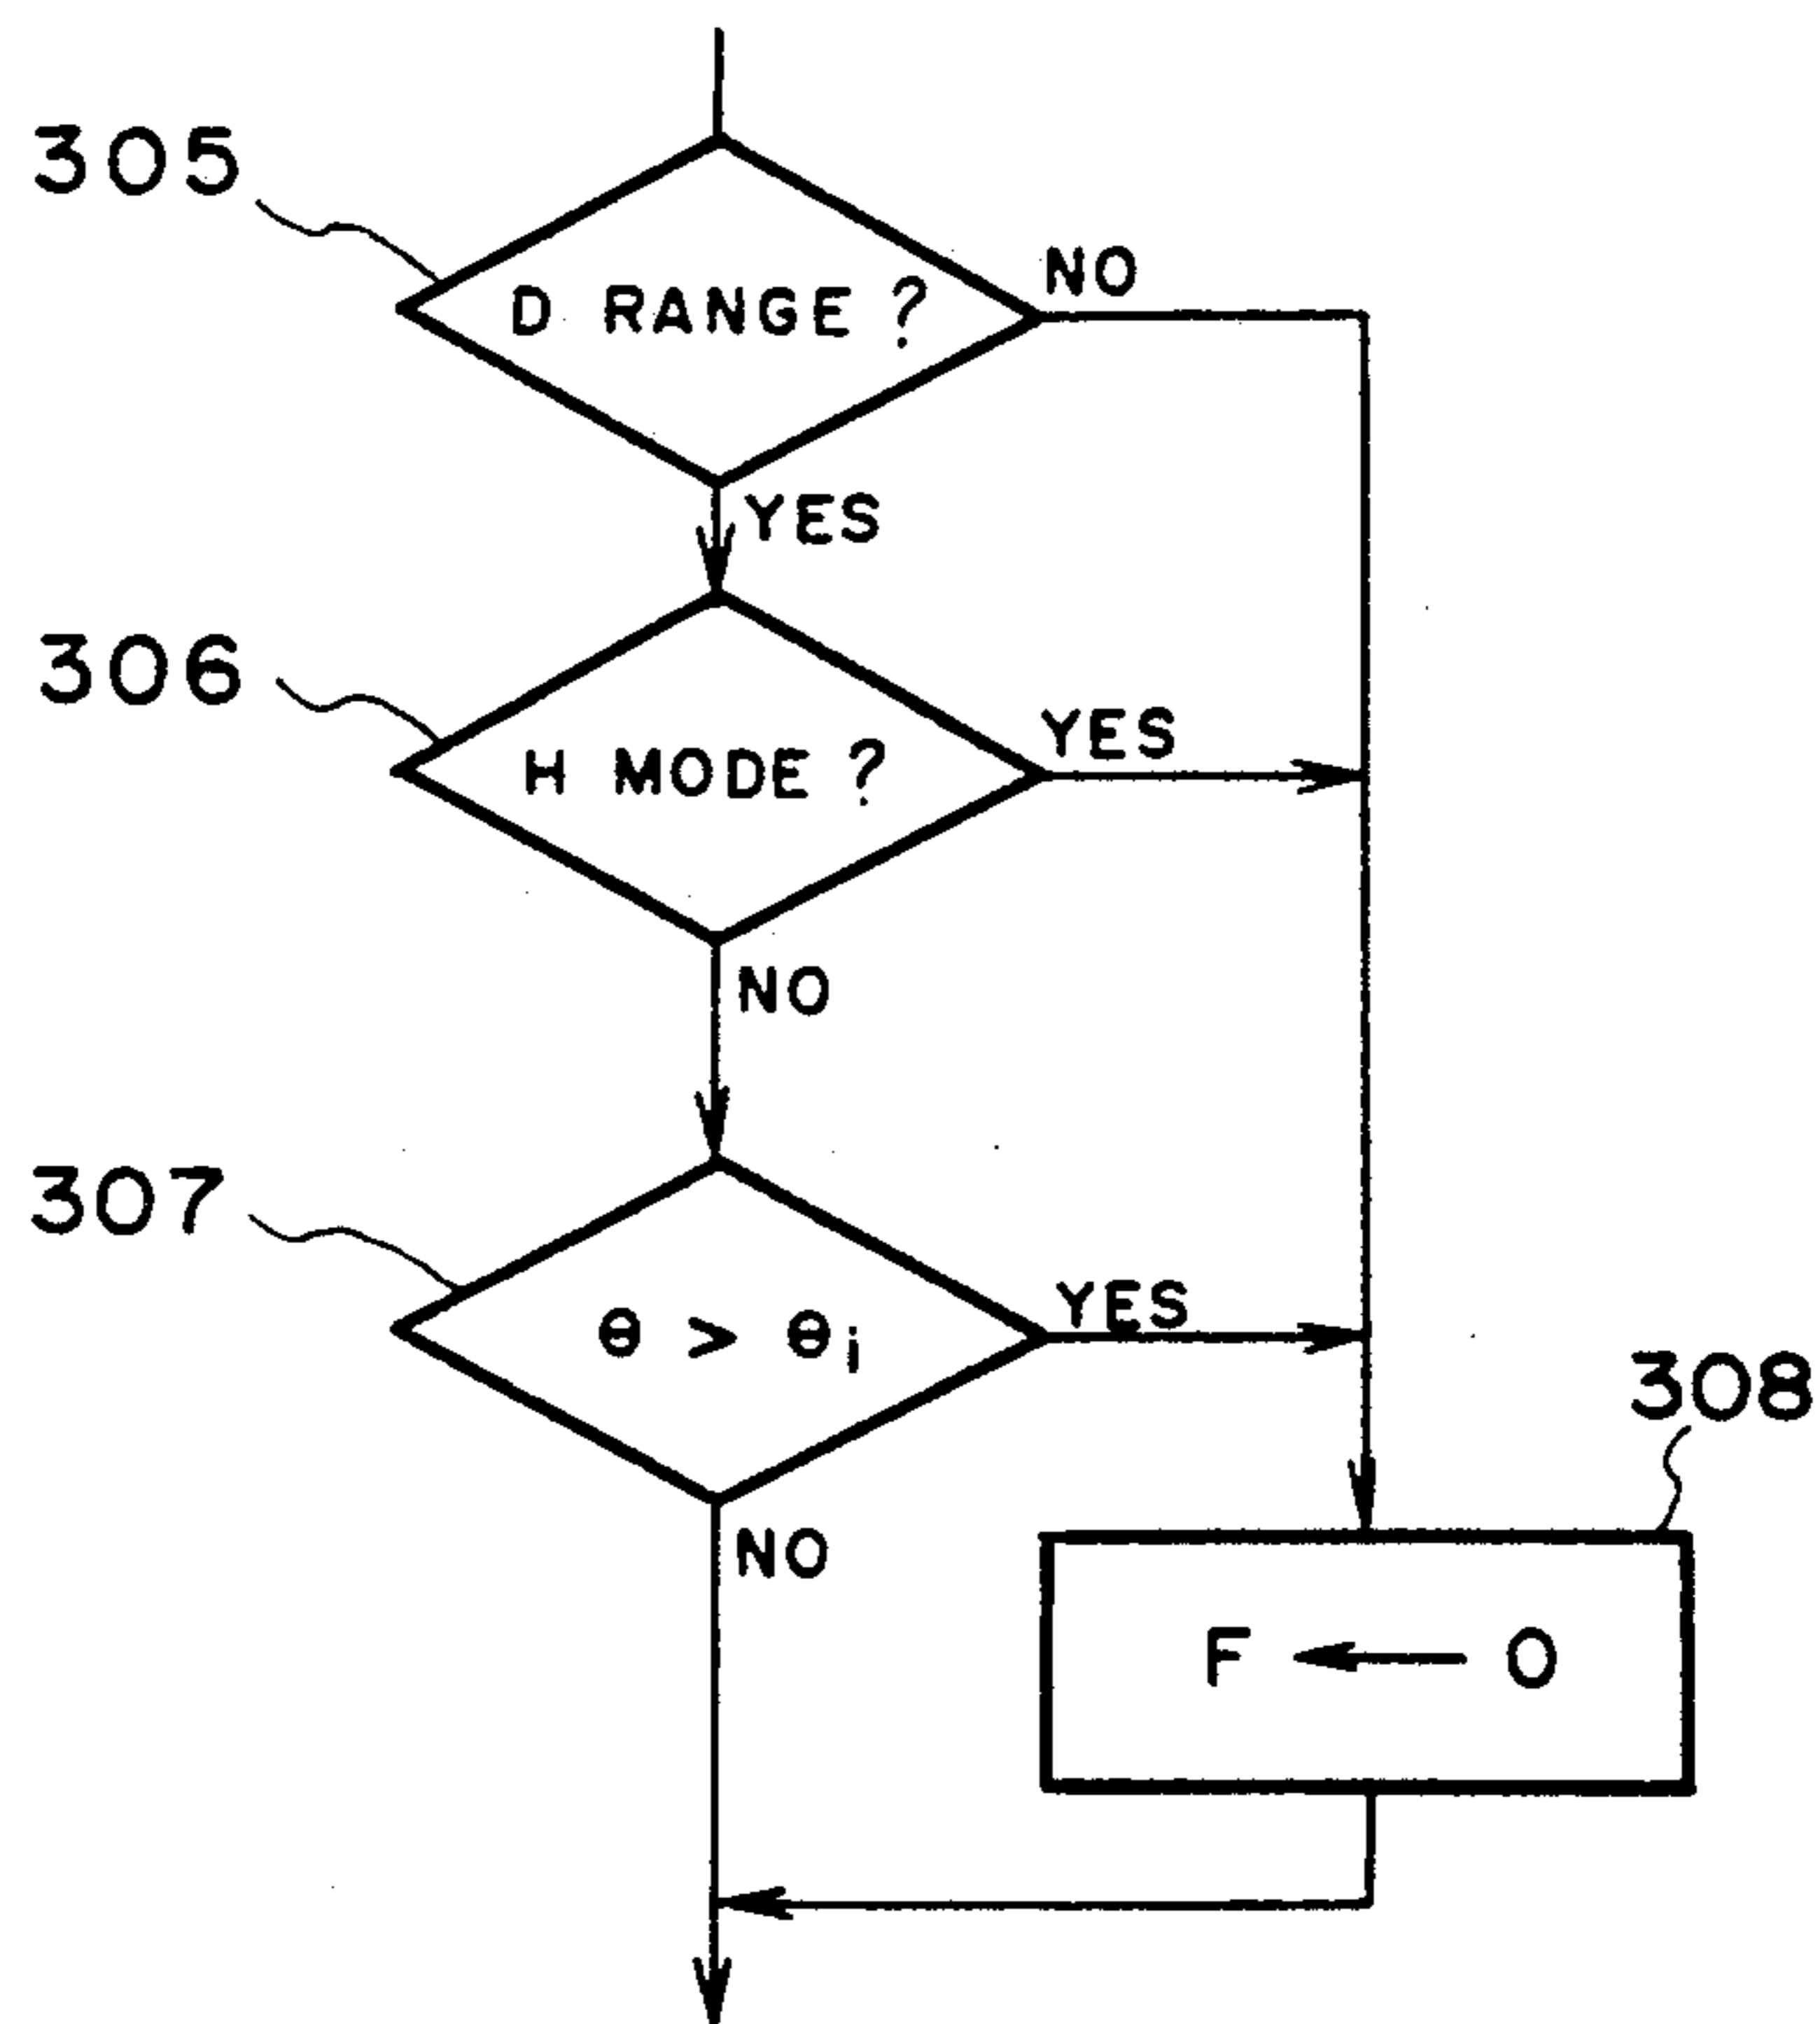 305
D RANGE ?
NO
YES
306
H MODE ?
YES
NO
307
θ > θi
YES
308
NO
F ← 0